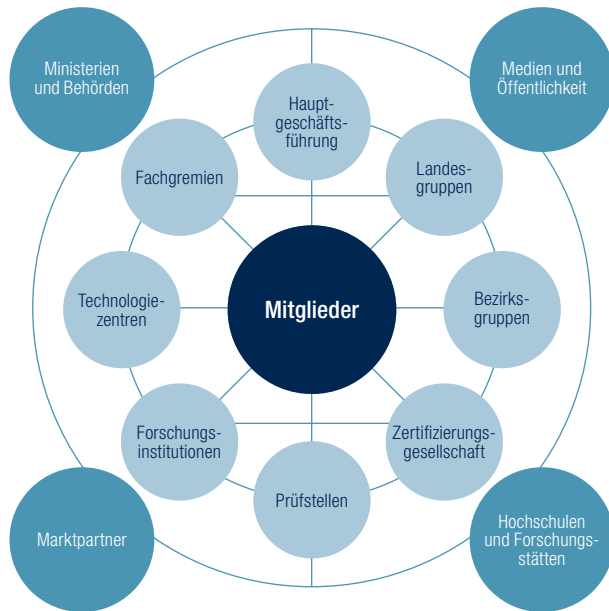 Ministerien
und Behörden
Medien und
Öffentlichkeit
Haupt-
geschäfts-
führung
Fachgremien
Landes-
gruppen
Technologie-
zentren
Mitglieder
Bezirks-
gruppen
Forschungs-
institutionen
Zertifizierungs-
gesellschaft
Prüfstellen
Marktpartner
Hochschulen
und Forschungs-
stätten